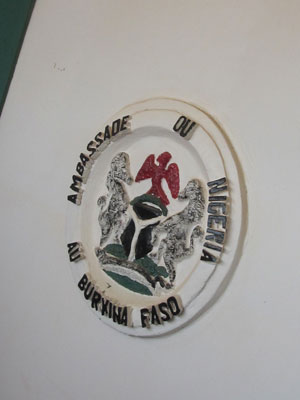 AMBASSADE DU NIGERIA
AU BURKINA FASO